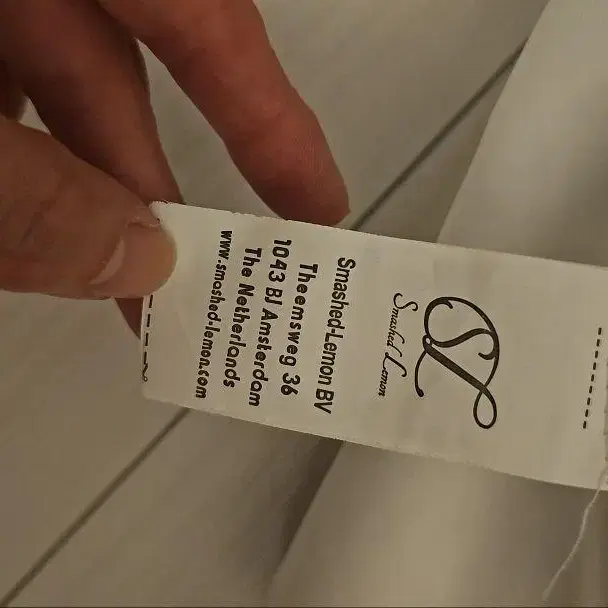 SL
Smashed Lemon
Smashed-Lemon BV
Theemsweg 36
1043 BJ Amsterdam
The Netherlands
www.smashed-lemon.com